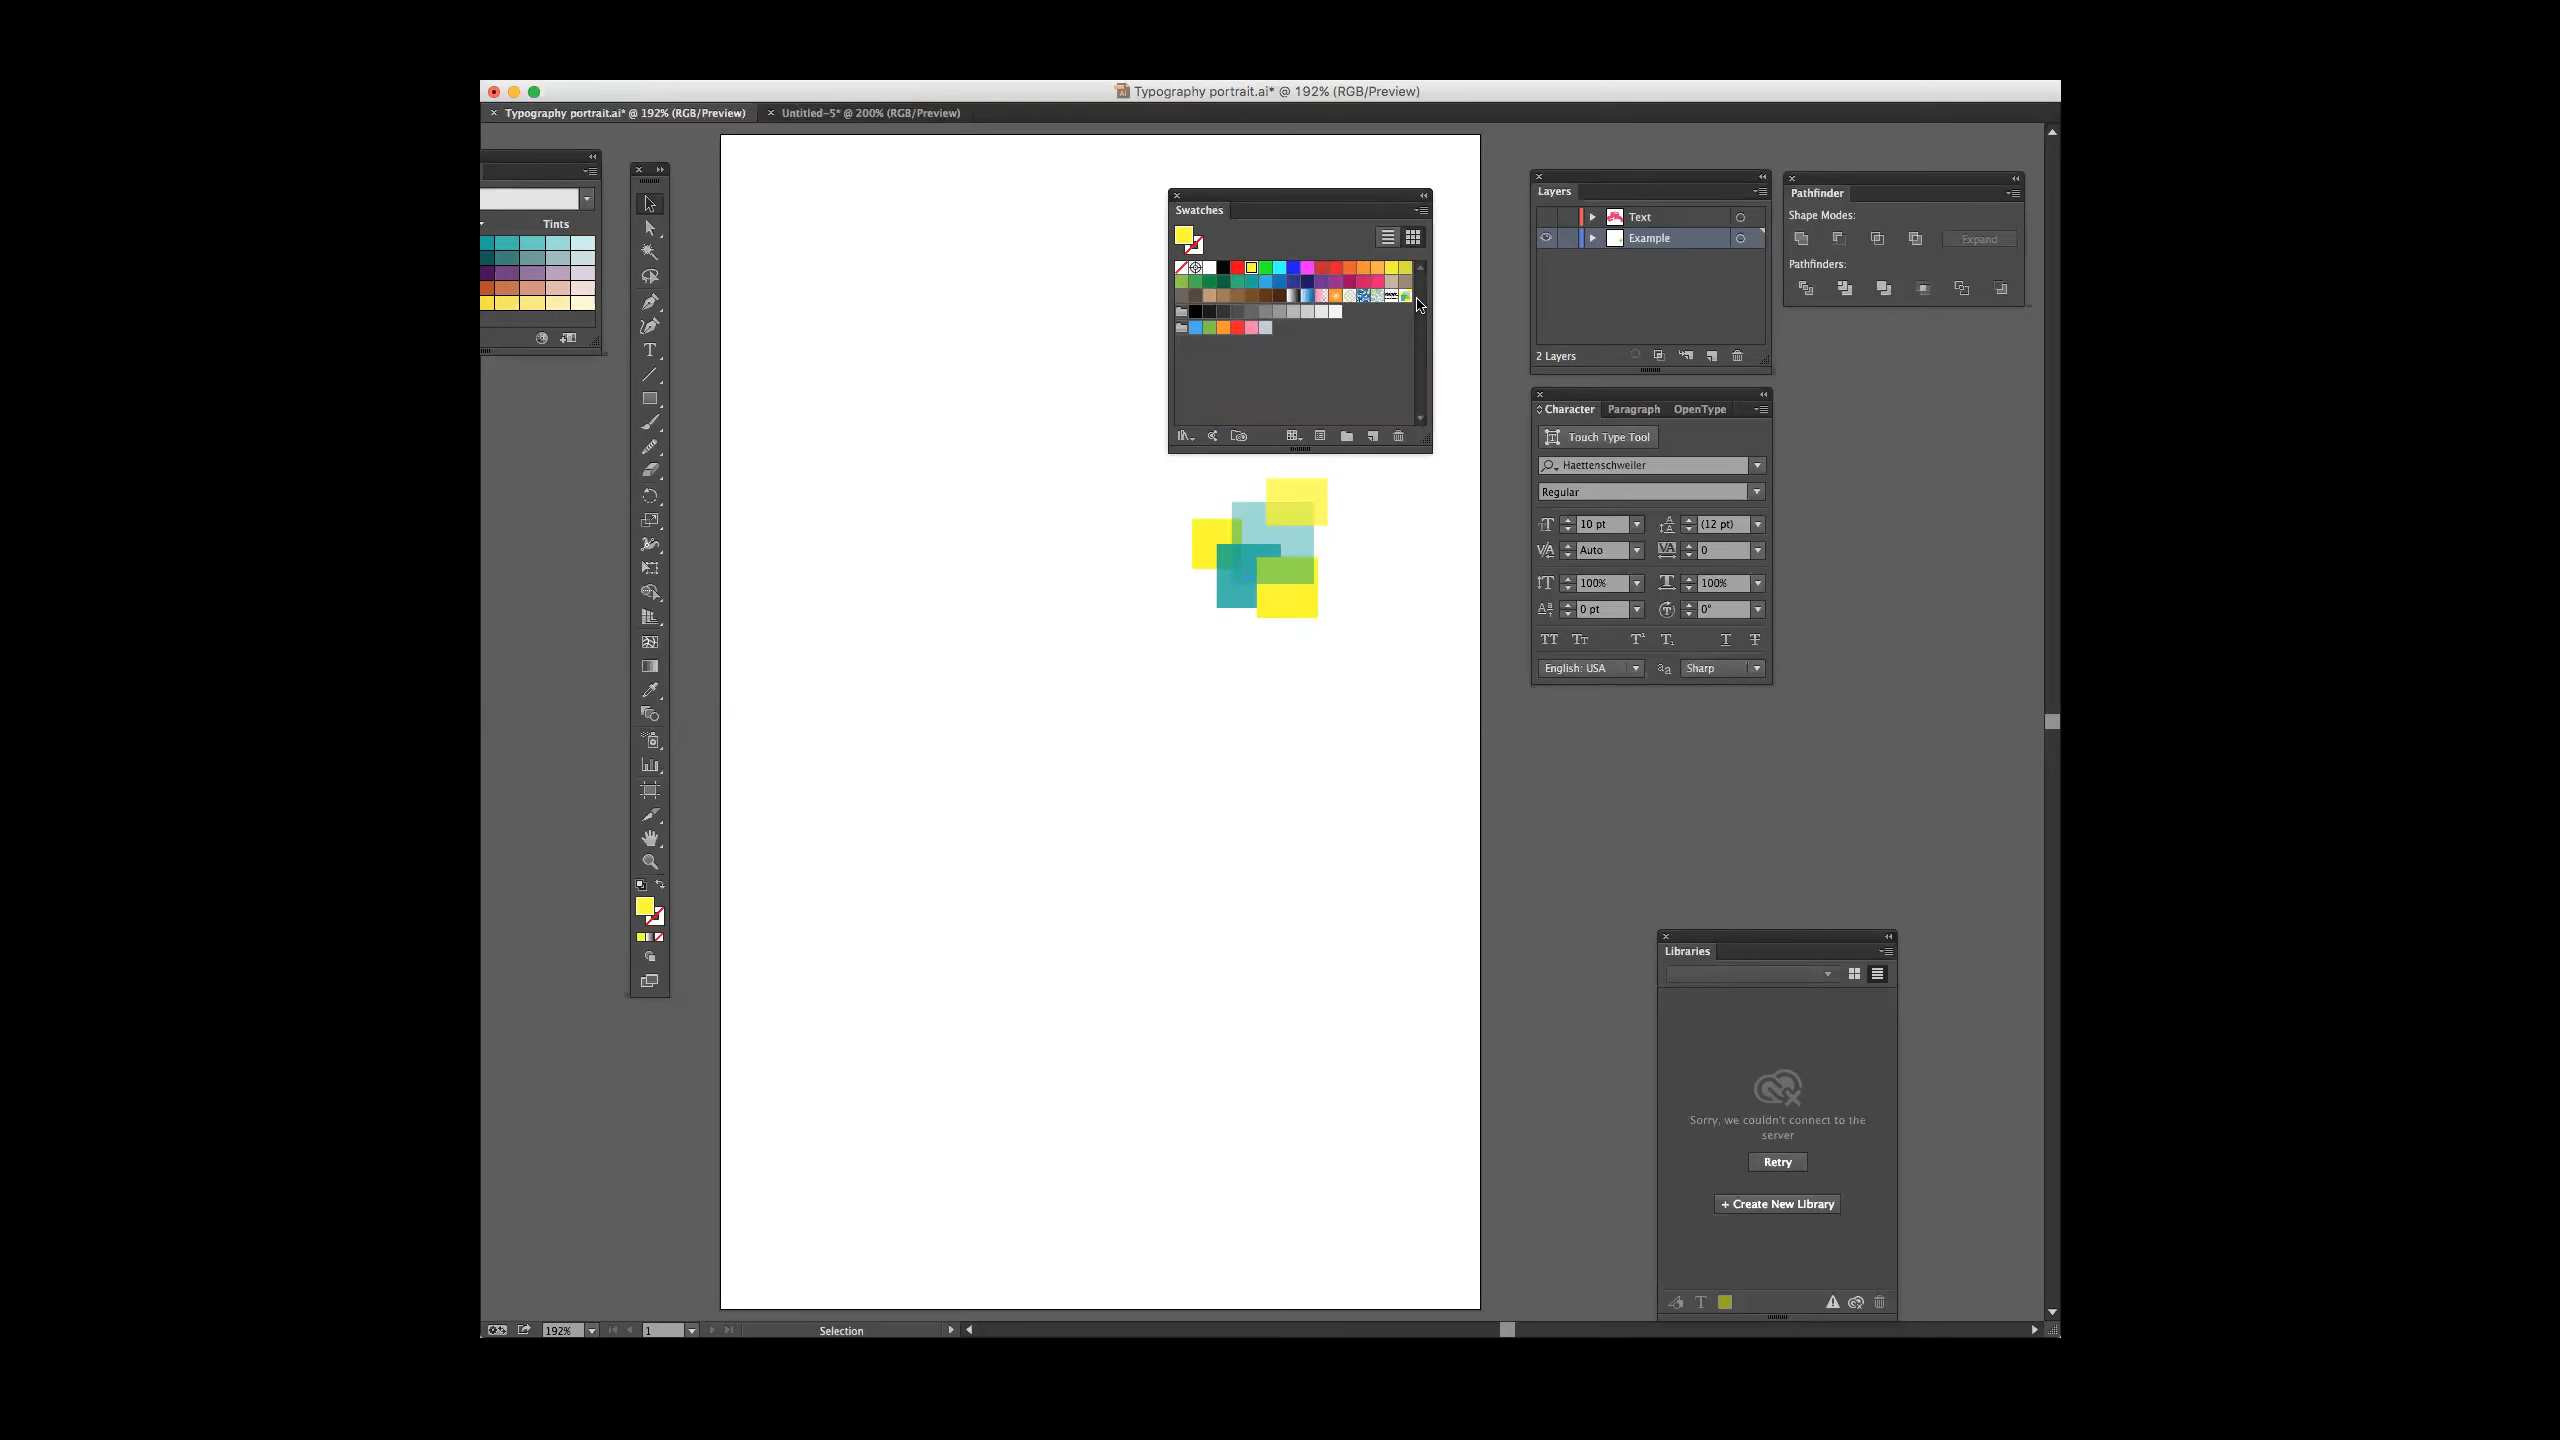 Typography portrait.ai* @ 192% (RGB/Preview)
Typography portrait.ai* @ 192% (RGB/Preview)
Untitled-5* @ 200% (RGB/Preview)
Tints
Swatches
Layers
Text
Example
2 Layers
Pathfinder
Shape Modes:
Expand
Pathfinders:
Character
Paragraph
OpenType
Touch Type Tool
Haettenschweiler
Regular
10 pt
(12 pt)
Auto
0
100%
100%
0 pt
0°
English: USA
Sharp
Libraries
Sorry, we couldn't connect to the
server
Retry
+ Create New Library
192%
1
Selection